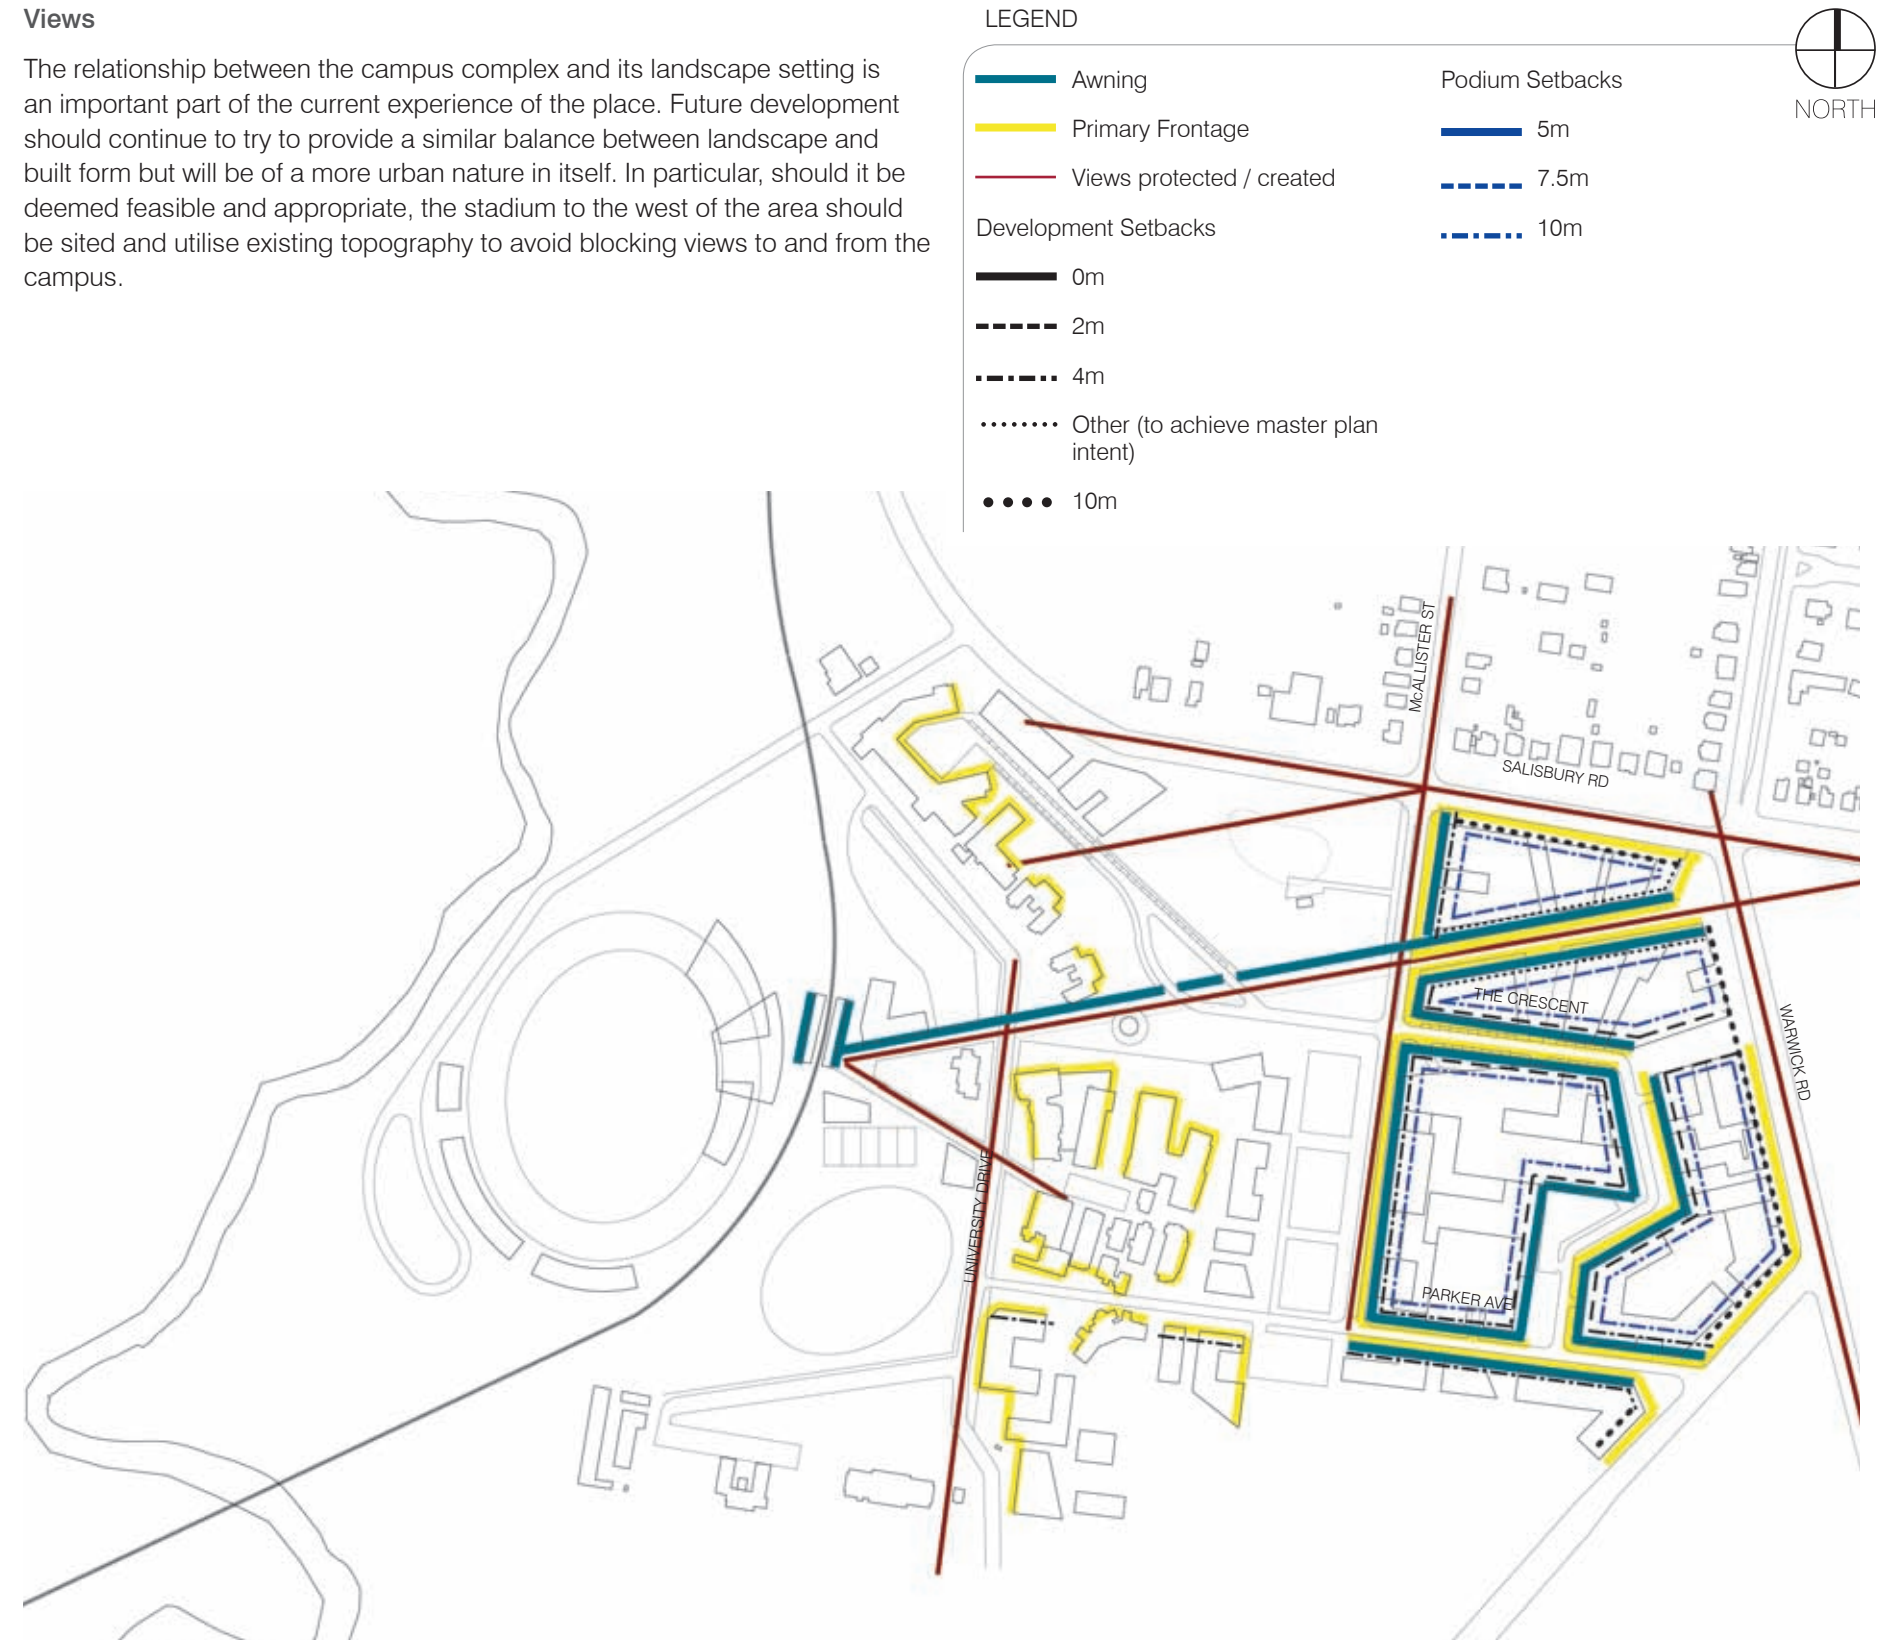 Views
The relationship between the campus complex and its landscape setting is
an important part of the current experience of the place. Future development
should continue to try to provide a similar balance between landscape and
built form but will be of a more urban nature in itself. In particular, should it be
deemed feasible and appropriate, the stadium to the west of the area should
be sited and utilise existing topography to avoid blocking views to and from the
campus.
LEGEND
Awning
Primary Frontage
Views protected / created
Development Setbacks
0m
2m
4m
Other (to achieve master plan
intent)
10m
Podium Setbacks
5m
7.5m
10m
NORTH
McALLISTER ST
SALISBURY RD
THE CRESCENT
WARWICK RD
UNIVERSITY DRIVE
PARKER AVE